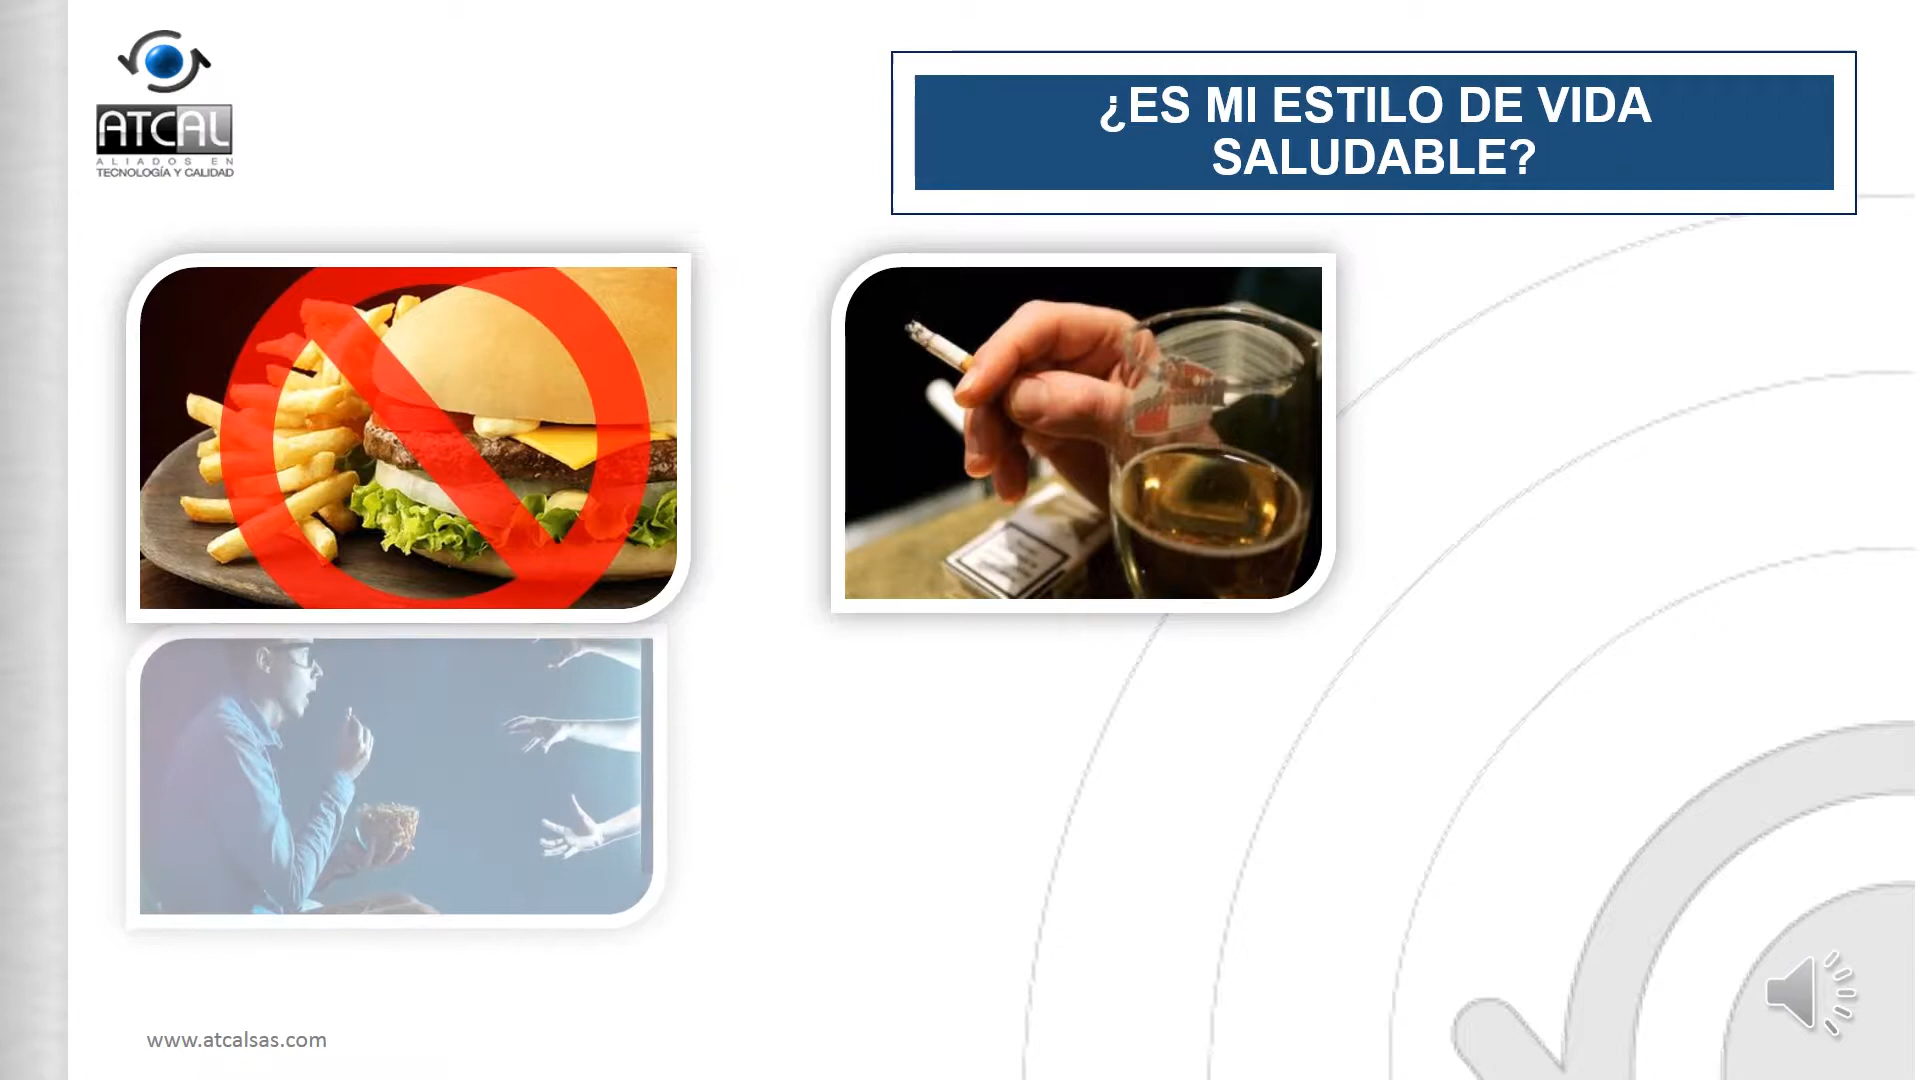 ATCAL
ALIADOS EN
TECNOLOGÍA Y CALIDAD
¿ES MI ESTILO DE VIDA
SALUDABLE?
www.atcalsas.com